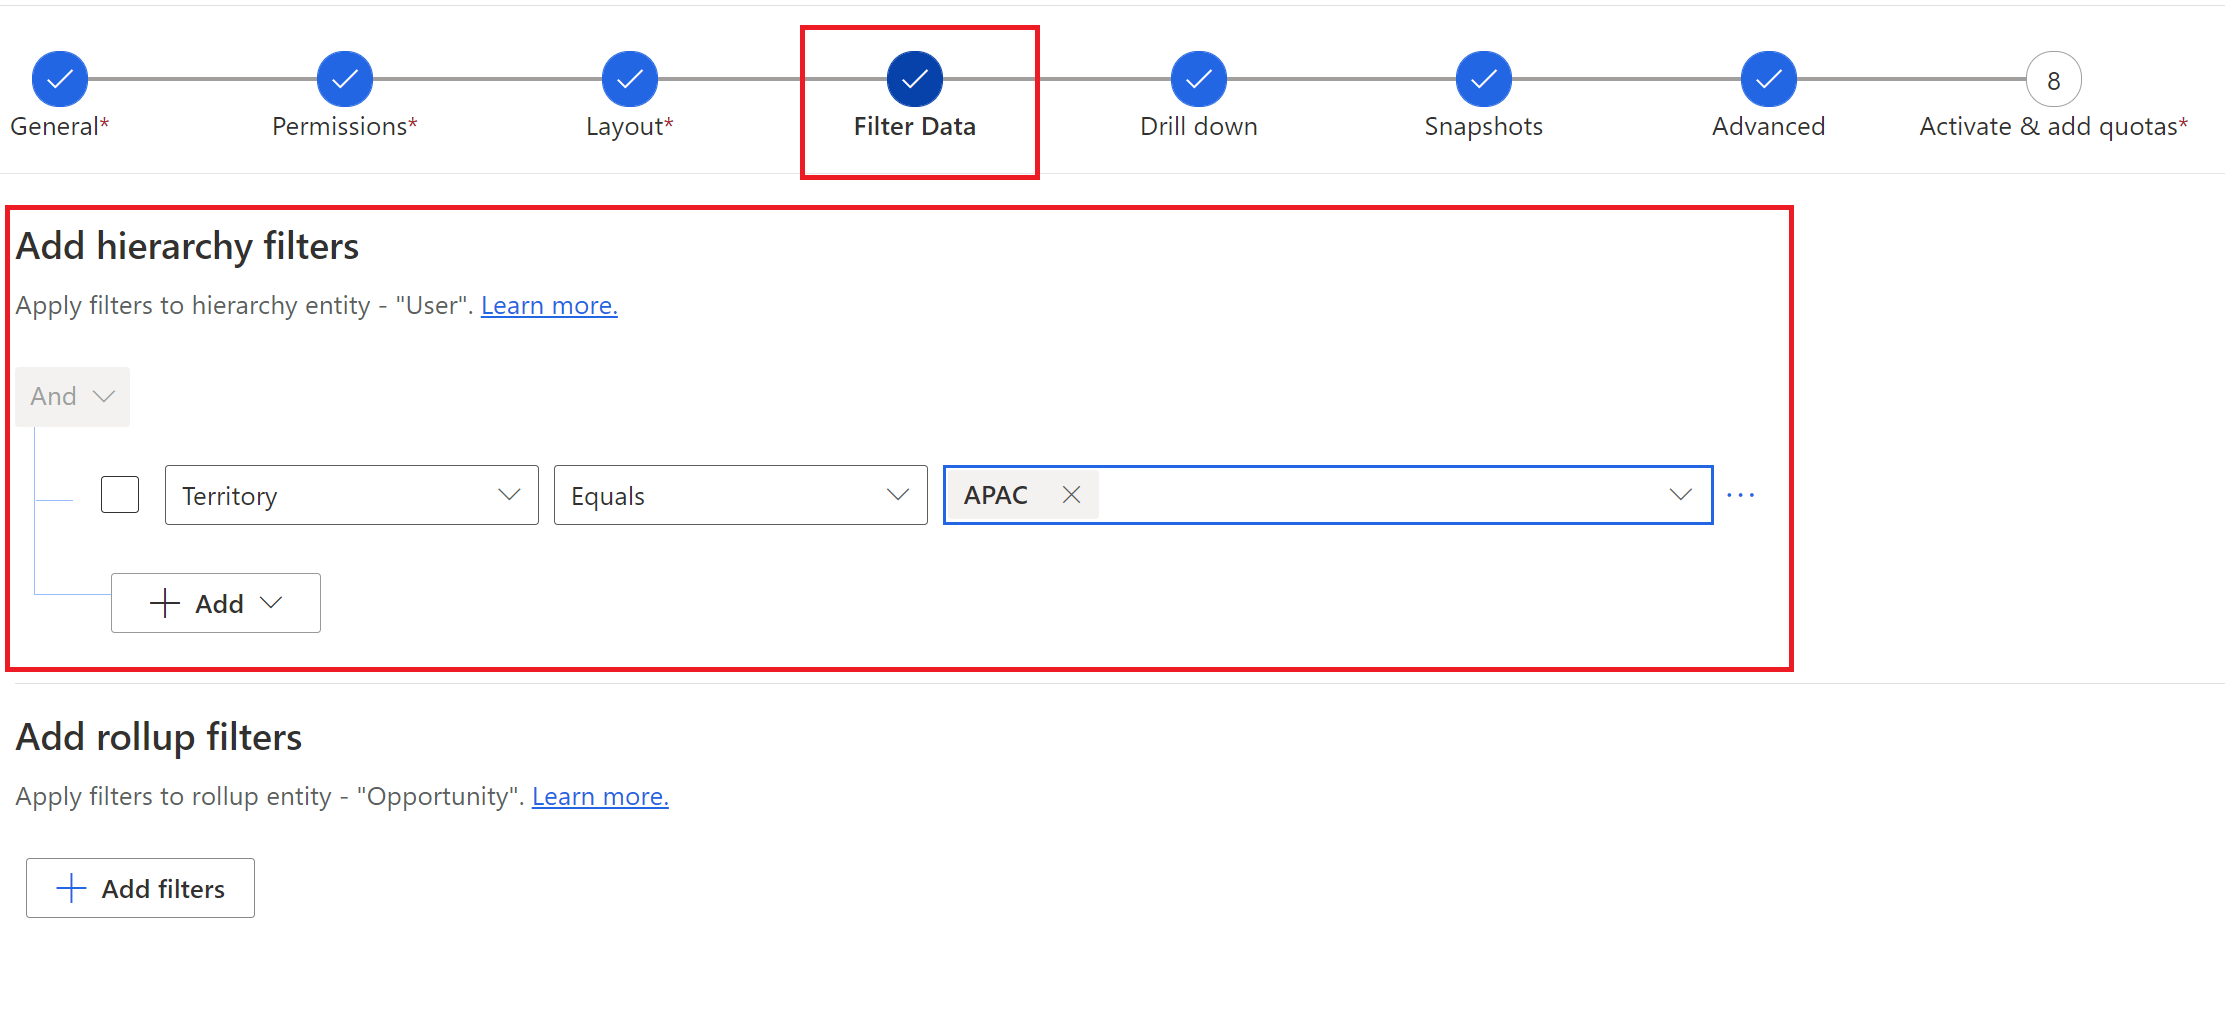 General* Permissions* Layout* Filter Data Drill down Snapshots Advanced 8 Activate & add quotas*
Add hierarchy filters
Apply filters to hierarchy entity - "User". Learn more.
And
Territory Equals APAC
Add
Add rollup filters
Apply filters to rollup entity - "Opportunity". Learn more.
Add filters